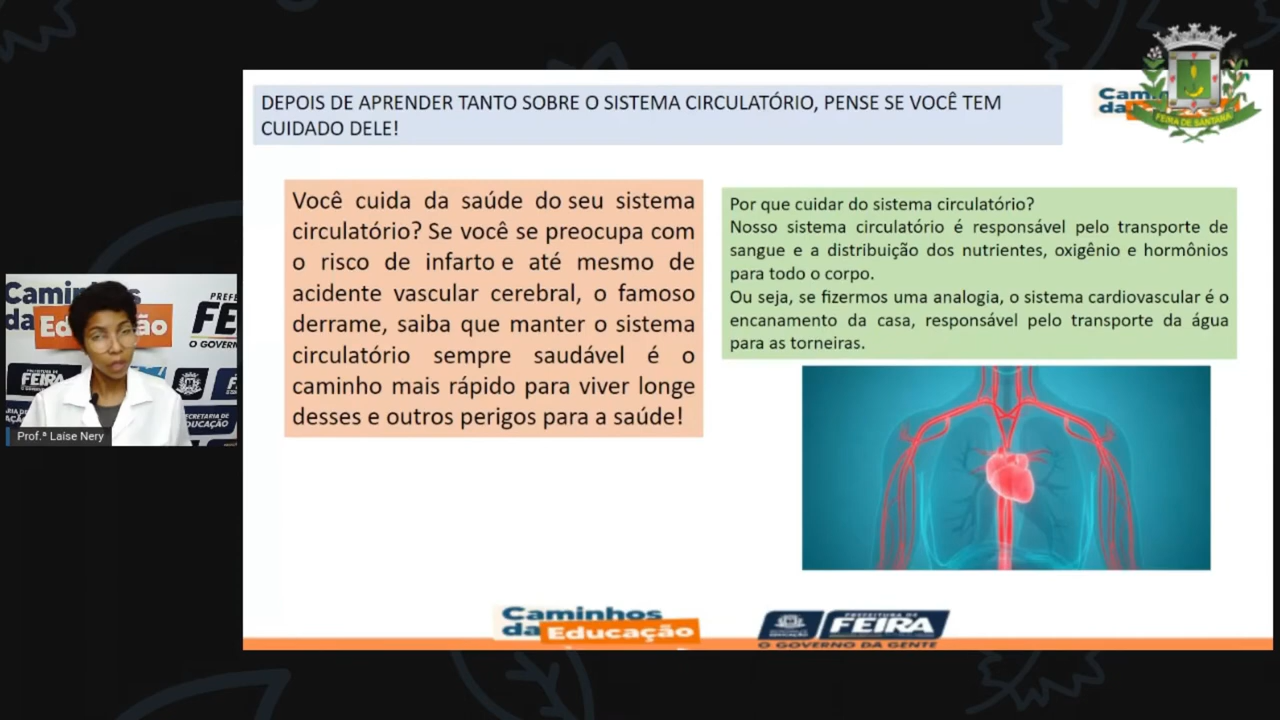 DEPOIS DE APRENDER TANTO SOBRE O SISTEMA CIRCULATÓRIO, PENSE SE VOCÊ TEM
CUIDADO DELE!
FEIRA DE SANTANA
Você cuida da saúde do seu sistema
circulatório? Se você se preocupa com
o risco de infarto e até mesmo de
acidente vascular cerebral, o famoso
derrame, saiba que manter o sistema
circulatório sempre saudável é o
caminho mais rápido para viver longe
desses e outros perigos para a saúde!
Por que cuidar do sistema circulatório?
Nosso sistema circulatório é responsável pelo transporte de
sangue e a distribuição dos nutrientes, oxigênio e hormônios
para todo o corpo.
Ou seja, se fizermos uma analogia, o sistema cardiovascular é o
encanamento da casa, responsável pelo transporte da água
para as torneiras.
Prof.ª Laíse Nery
Caminhos
da Educação
PREFEITURA DE
FEIRA
O GOVERNO DA GENTE